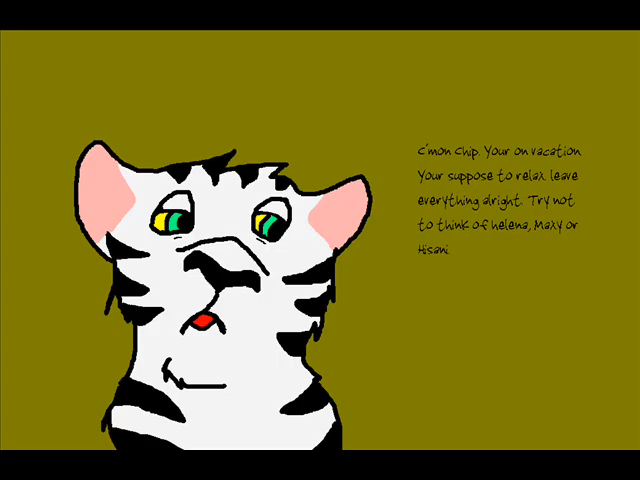 C'mon Chip. Your on vacation
Your suppose to relax leave
everything alright. Try not
to think of helena, Maxy or
Hisani